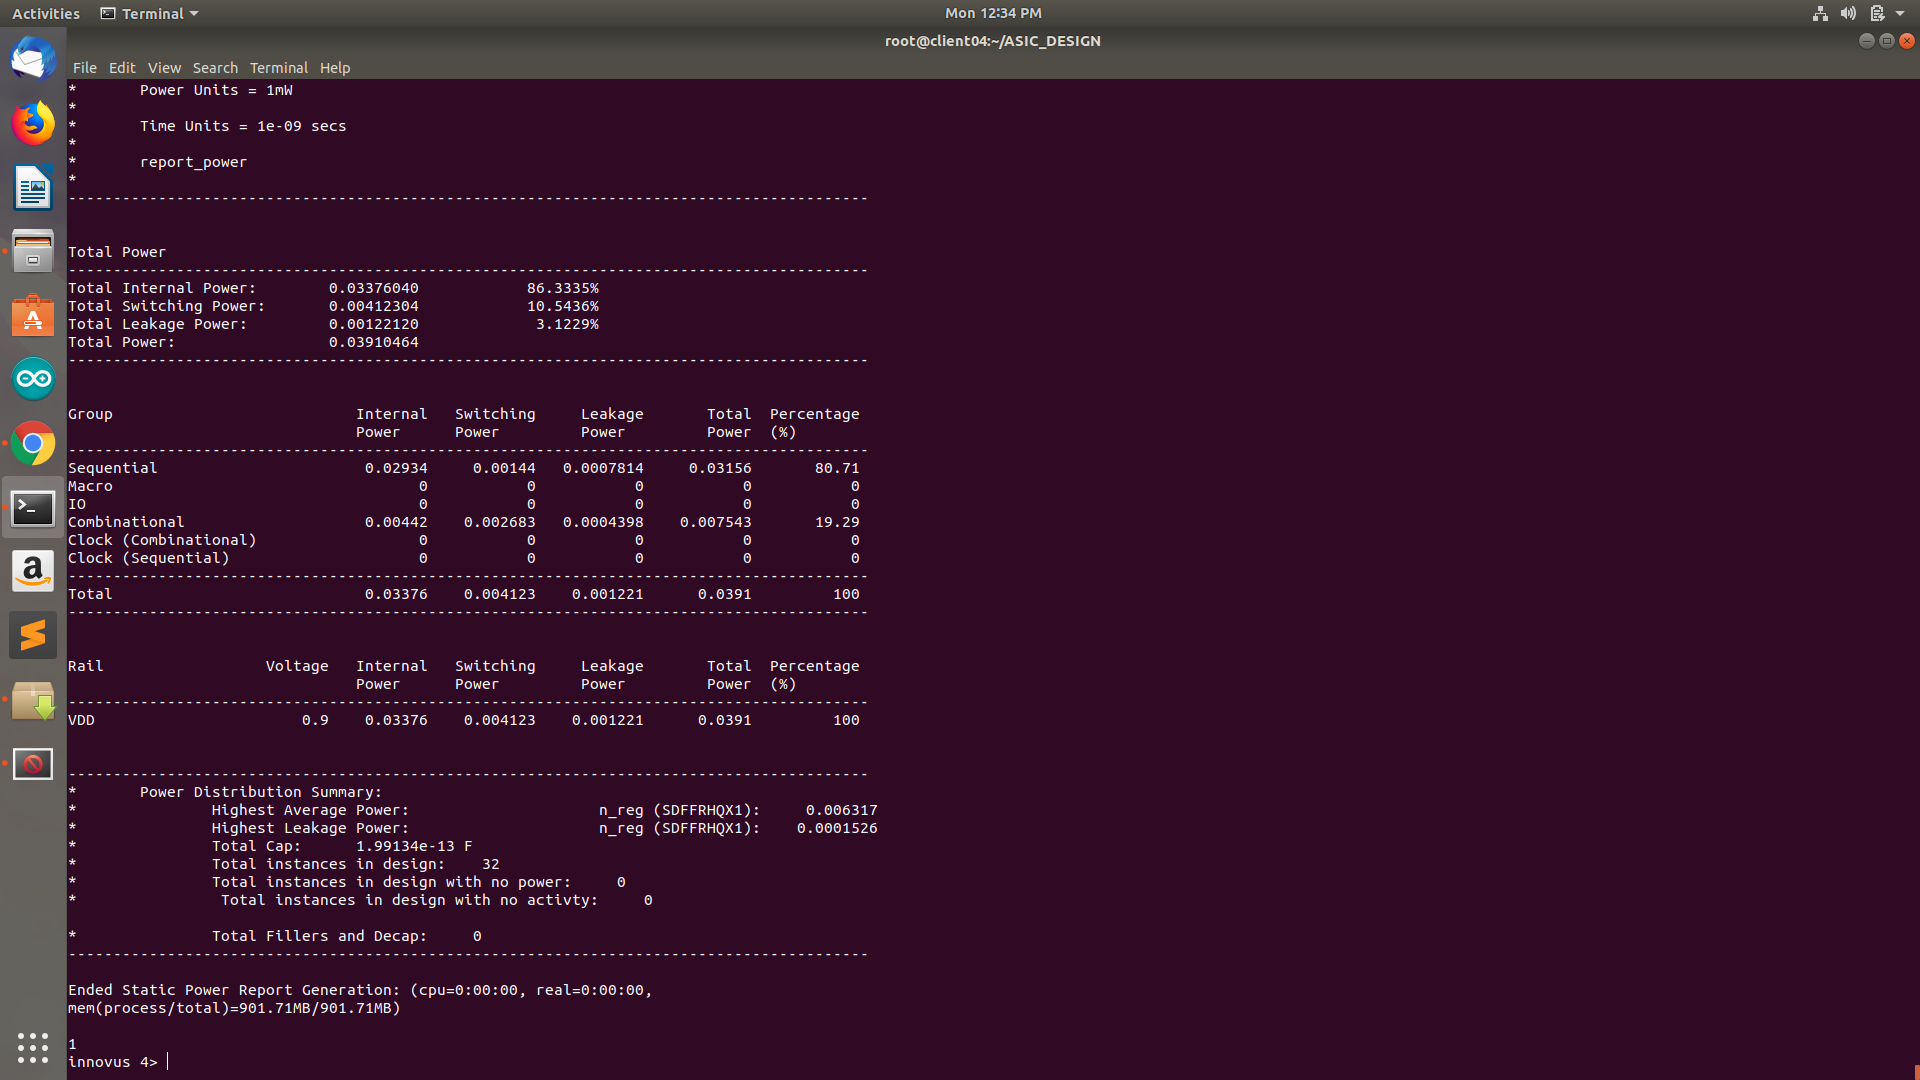 Activities Terminal Mon 12:34 PM
root@client04:~/ASIC_DESIGN
File Edit View Search Terminal Help
* Power Units = 1mW
*
* Time Units = 1e-09 secs
*
* report_power
*
-----------------------------------------------------------------------------------------
Total Power
-----------------------------------------------------------------------------------------
Total Internal Power: 0.03376040 86.3335%
Total Switching Power: 0.00412304 10.5436%
Total Leakage Power: 0.00122120 3.1229%
Total Power: 0.03910464
-----------------------------------------------------------------------------------------
Group Internal Switching Leakage Total Percentage
Power Power Power Power (%)
-----------------------------------------------------------------------------------------
Sequential 0.02934 0.00144 0.0007814 0.03156 80.71
Macro 0 0 0 0 0
IO 0 0 0 0 0
Combinational 0.00442 0.002683 0.0004398 0.007543 19.29
Clock (Combinational) 0 0 0 0 0
Clock (Sequential) 0 0 0 0 0
-----------------------------------------------------------------------------------------
Total 0.03376 0.004123 0.001221 0.0391 100
-----------------------------------------------------------------------------------------
Rail Voltage Internal Switching Leakage Total Percentage
Power Power Power Power (%)
-----------------------------------------------------------------------------------------
VDD 0.9 0.03376 0.004123 0.001221 0.0391 100
-----------------------------------------------------------------------------------------
* Power Distribution Summary:
* Highest Average Power: n_reg (SDFFRHQX1): 0.006317
* Highest Leakage Power: n_reg (SDFFRHQX1): 0.0001526
* Total Cap: 1.99134e-13 F
* Total instances in design: 32
* Total instances in design with no power: 0
* Total instances in design with no activty: 0
* Total Fillers and Decap: 0
-----------------------------------------------------------------------------------------
Ended Static Power Report Generation: (cpu=0:00:00, real=0:00:00,
mem(process/total)=901.71MB/901.71MB)
1
innovus 4>